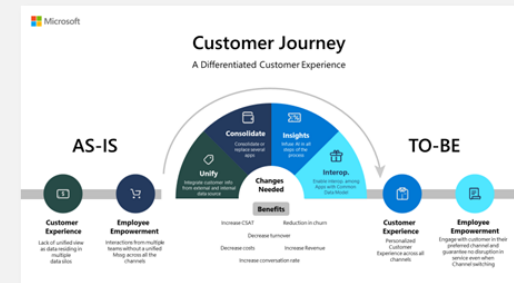 Microsoft
Customer Journey
A Differentiated Customer Experience
AS-IS
TO-BE
Consolidate
Consolidate or
replace several
apps
Insights
Infuse AI in all
steps of the
process
Unify
Integrate customer info
from external and internal
data source
Interop.
Enable interop. among
Apps with Common
Data Model
Changes
Needed
Benefits
Increase CSAT
Reduction in churn
Decrease turnover
Decrease costs
Increase Revenue
Increase conversation rate
Customer
Experience
Lack of unified view
as data residing in
multiple
data silos
Employee
Empowerment
Interactions from multiple
teams without a unified
Msog across all the
channels
Customer
Experience
Personalized
Customer
Experience across all
channels
Employee
Empowerment
Engage with customer in their
preferred channel and
guarantee no disruption in
service even when
Channel switching